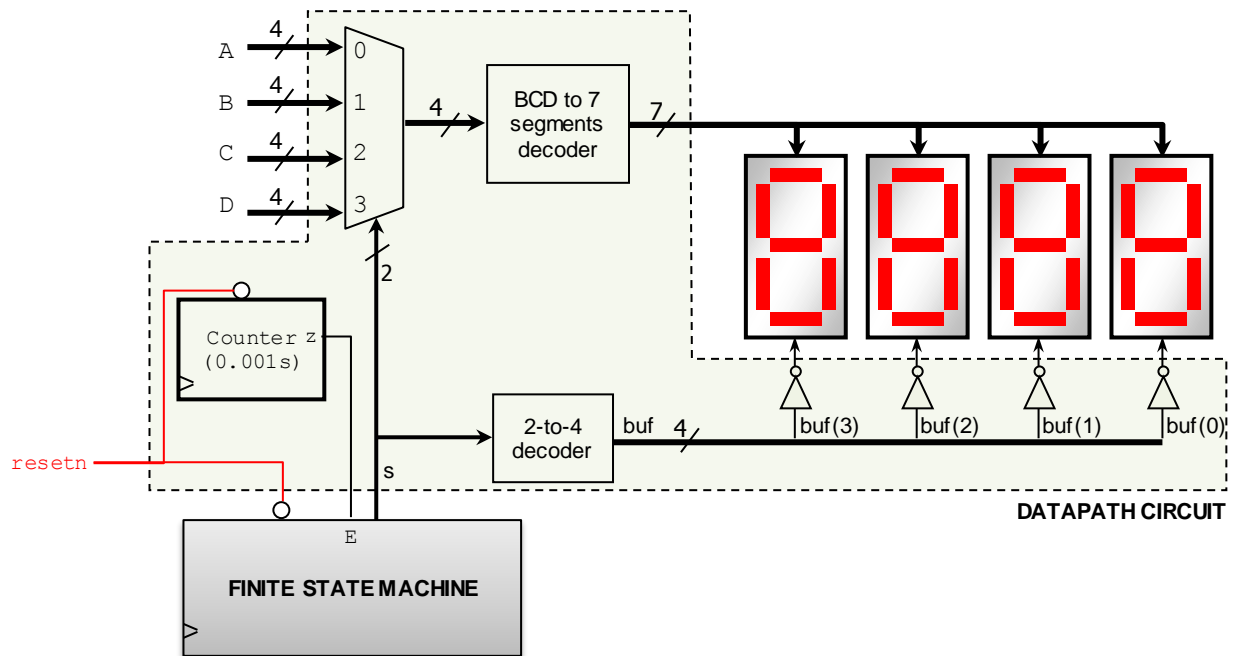 A
4
0
B
4
1
C
4
2
D
4
3
4
BCD to 7
segments
decoder
7
2
Counter
(0.001s)
z
resetn
s
2-to-4
decoder
buf
4
buf(3)
buf(2)
buf(1)
buf(0)
DATAPATH CIRCUIT
E
FINITE STATE MACHINE